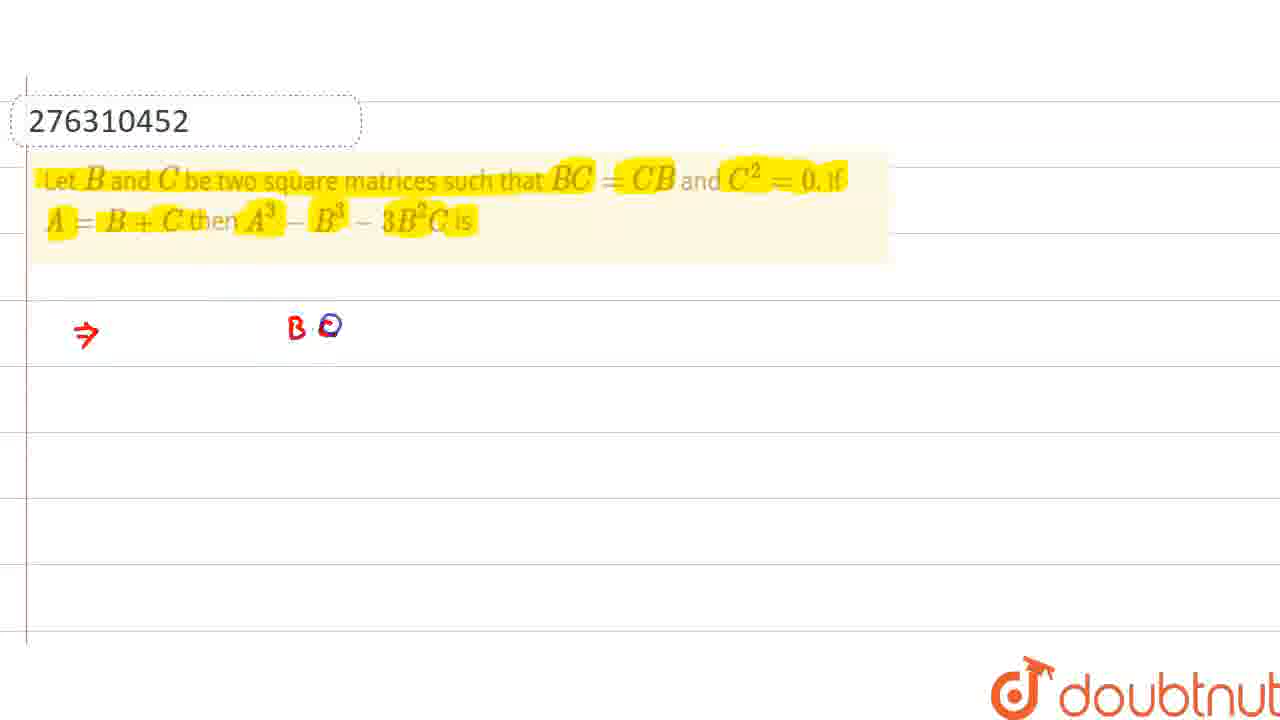 276310452
Let B and C be two square matrices such that BC = CB and C² = 0. If
A = B + C then A³ − B³ − 3B²C is
⇒ B C
doubtnut